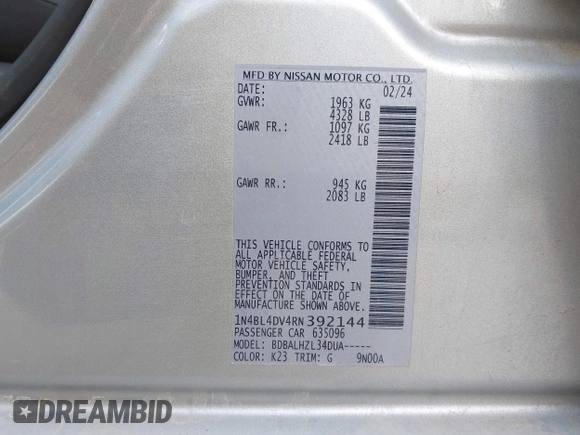 MFD BY NISSAN MOTOR CO., LTD.
DATE: 02/24
GVWR: 1963 KG
4328 LB
GAWR FR.: 1097 KG
2418 LB
GAWR RR.: 945 KG
2083 LB
THIS VEHICLE CONFORMS TO
ALL APPLICABLE FEDERAL
MOTOR VEHICLE SAFETY,
BUMPER, AND THEFT
PREVENTION STANDARDS IN
EFFECT ON THE DATE OF
MANUFACTURE SHOWN ABOVE.
1N4BL4DV4RN392144
PASSENGER CAR 635096
MODEL: BDBALHZL34DUA-----
COLOR: K23 TRIM: G 9N00A
DREAMBID